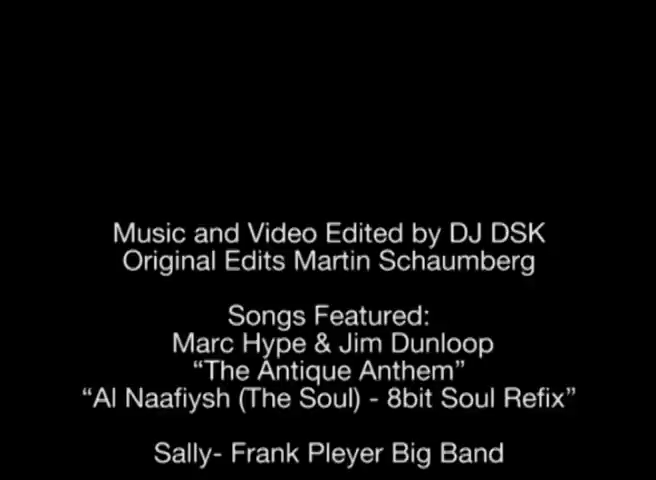 Music and Video Edited by DJ DSK
Original Edits Martin Schaumberg
Songs Featured:
Marc Hype & Jim Dunloop
“The Antique Anthem”
“Al Naafiysh (The Soul) - 8bit Soul Refix”
Sally- Frank Pleyer Big Band